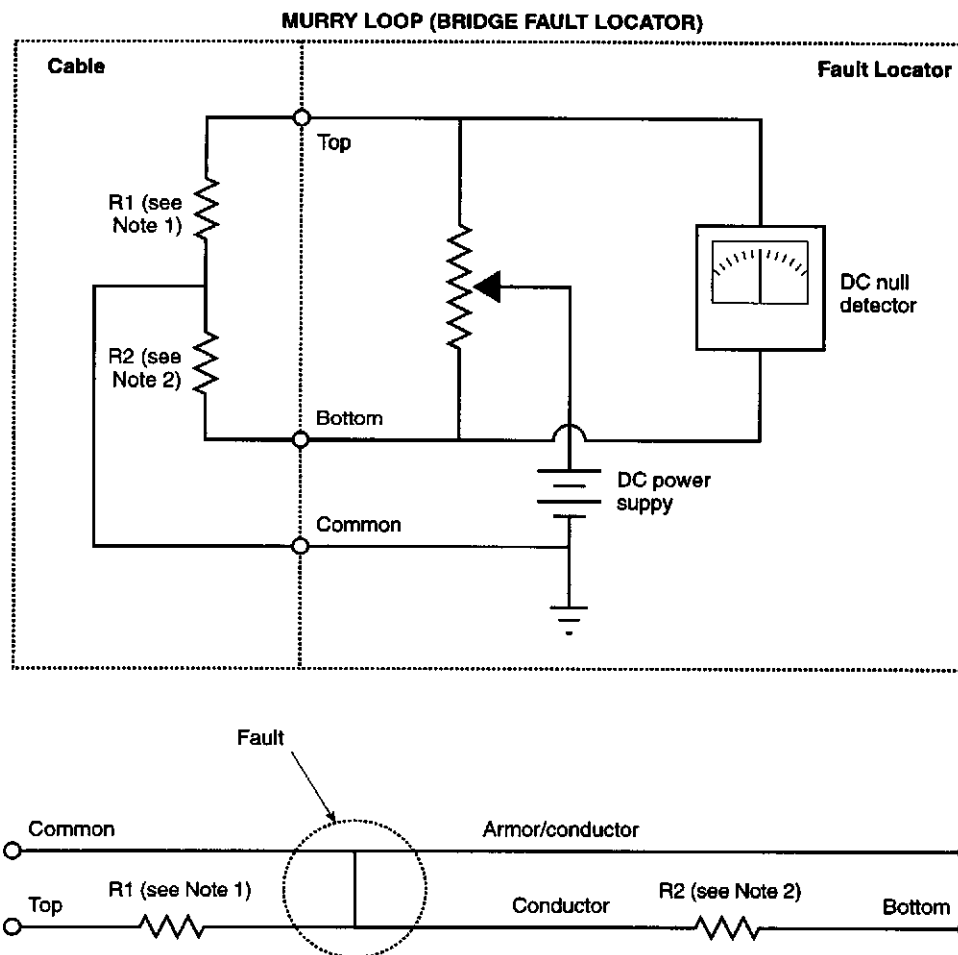 MURRY LOOP (BRIDGE FAULT LOCATOR)
Cable
Fault Locator
Top
R1 (see
Note 1)
DC null
detector
R2 (see
Note 2)
Bottom
DC power
suppy
Common
Fault
Common
Armor/conductor
R1 (see Note 1)
R2 (see Note 2)
Top
Conductor
Bottom